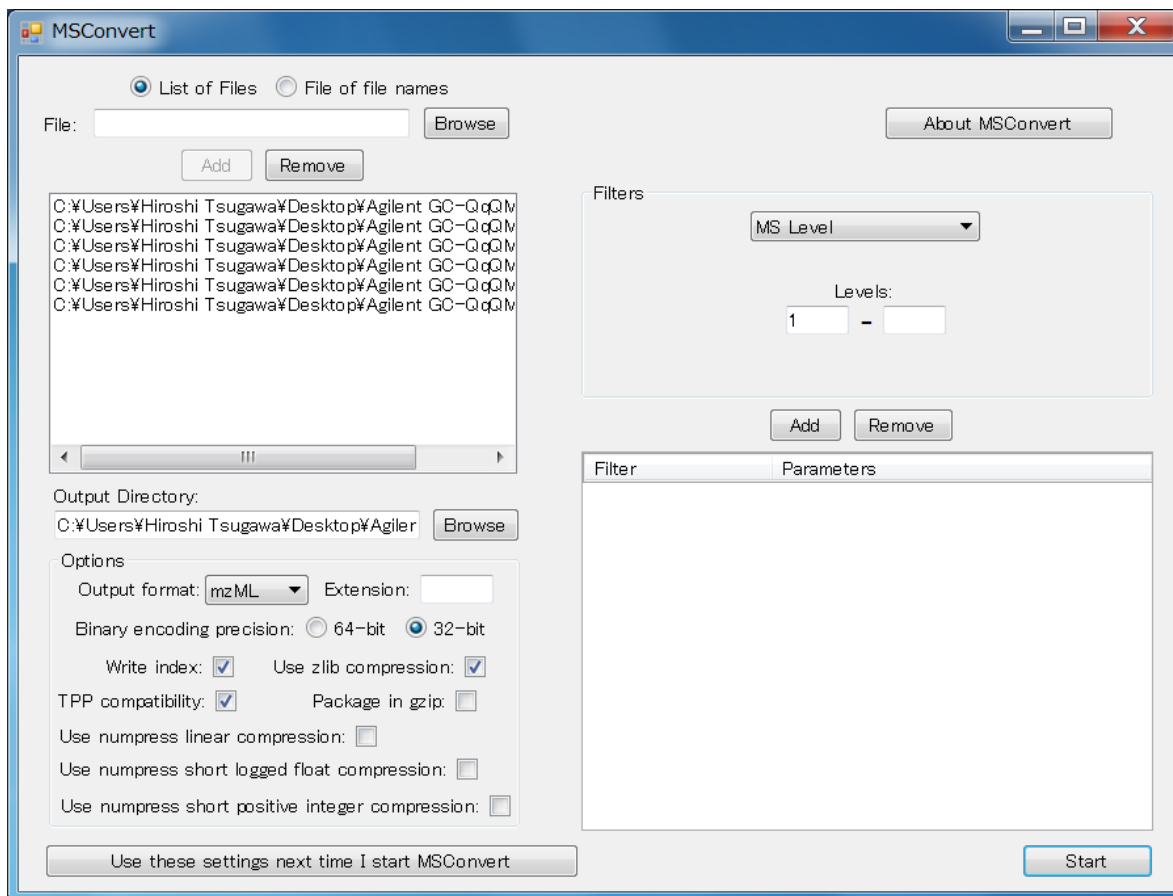 MSConvert
List of Files File of file names
File: Browse
About MSConvert
Add Remove
C:¥Users¥Hiroshi Tsugawa¥Desktop¥Agilent GC-QqQM
C:¥Users¥Hiroshi Tsugawa¥Desktop¥Agilent GC-QqQM
C:¥Users¥Hiroshi Tsugawa¥Desktop¥Agilent GC-QqQM
C:¥Users¥Hiroshi Tsugawa¥Desktop¥Agilent GC-QqQM
C:¥Users¥Hiroshi Tsugawa¥Desktop¥Agilent GC-QqQM
C:¥Users¥Hiroshi Tsugawa¥Desktop¥Agilent GC-QqQM
Output Directory:
C:¥Users¥Hiroshi Tsugawa¥Desktop¥Agiler Browse
Options
Output format: mzML Extension:
Binary encoding precision: 64-bit 32-bit
Write index: Use zlib compression:
TPP compatibility: Package in gzip:
Use numpress linear compression:
Use numpress short logged float compression:
Use numpress short positive integer compression:
Use these settings next time I start MSConvert
Filters
MS Level
Levels:
1 -
Add Remove
Filter Parameters
Start